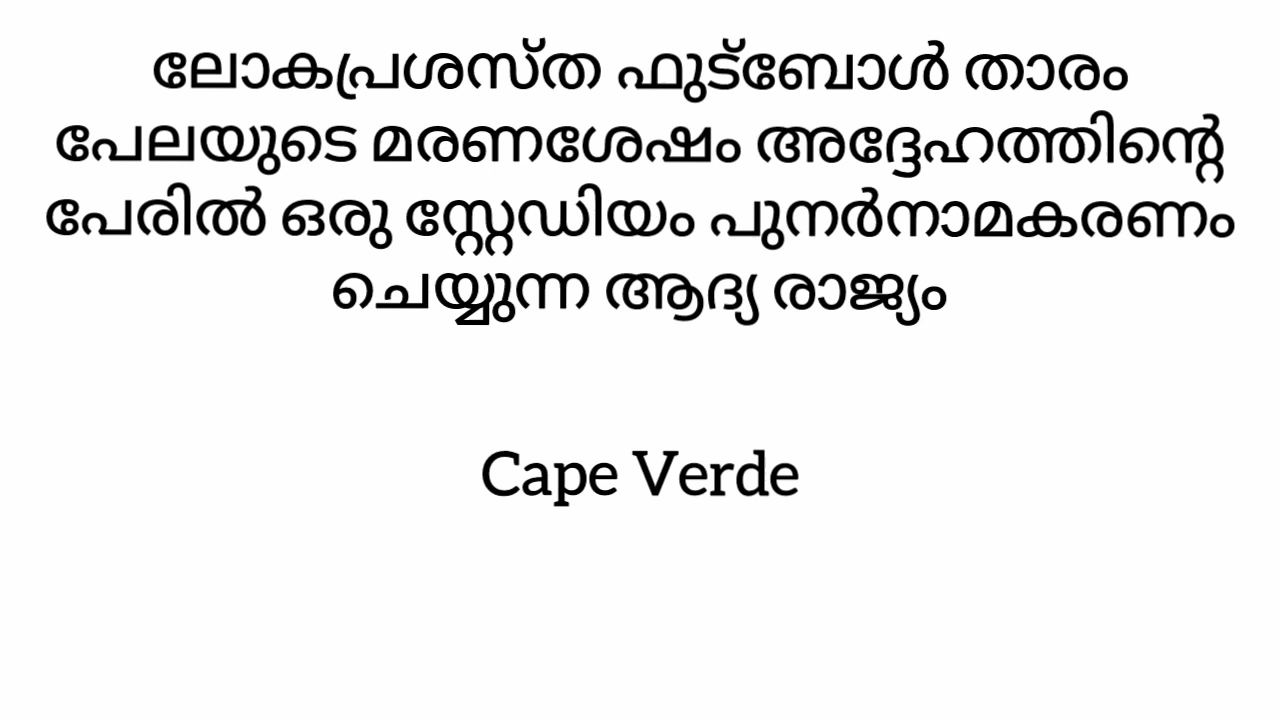 ലോകപ്രശസ്ത ഫുട്ബോൾ താരം
പേലയുടെ മരണശേഷം അദ്ദേഹത്തിന്റെ
പേരിൽ ഒരു സ്റ്റേഡിയം പുനർനാമകരണം
ചെയ്യുന്ന ആദ്യ രാജ്യം
Cape Verde